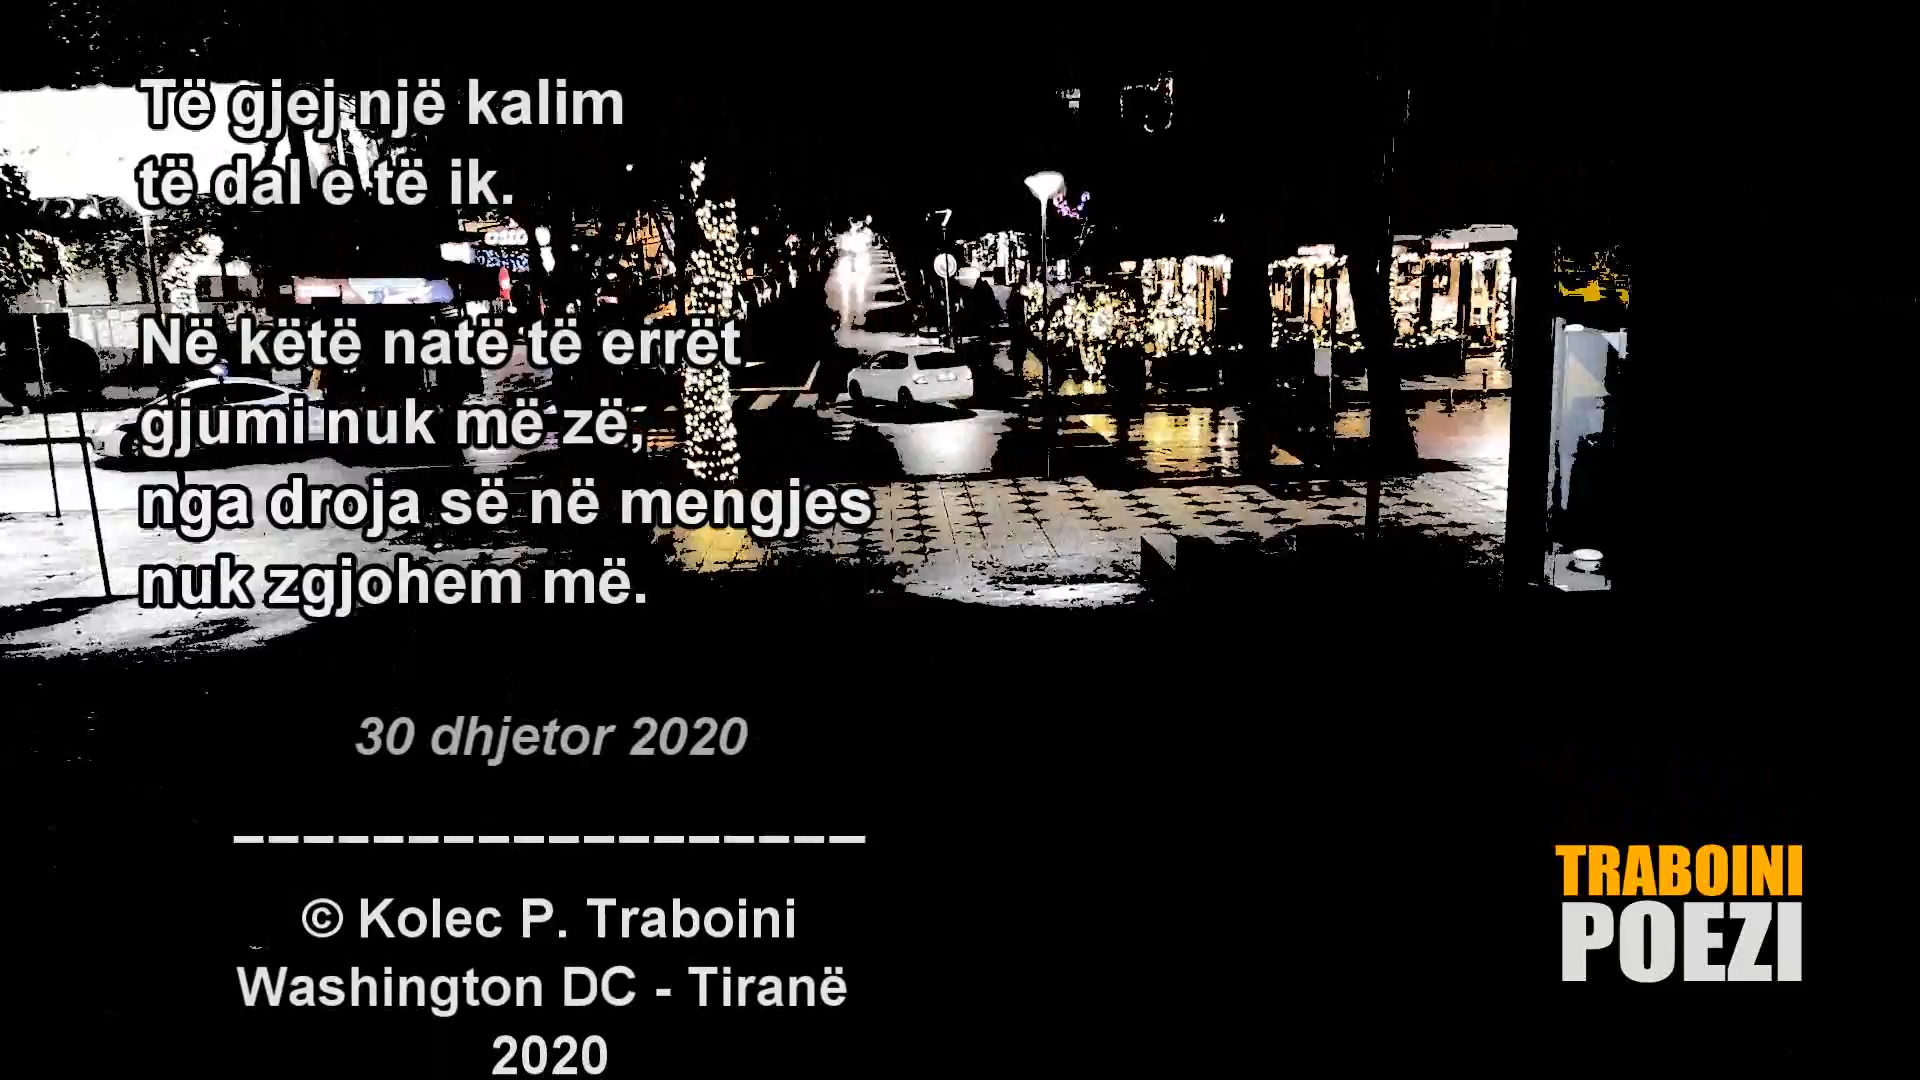 Të gjej një kalim
të dal e të ik.
Në këtë natë të errët
gjumi nuk më zë,
nga droja së në mengjes
nuk zgjohem më.
30 dhjetor 2020
___________________
© Kolec P. Traboini
Washington DC - Tiranë
2020
TRABOINI
POEZI